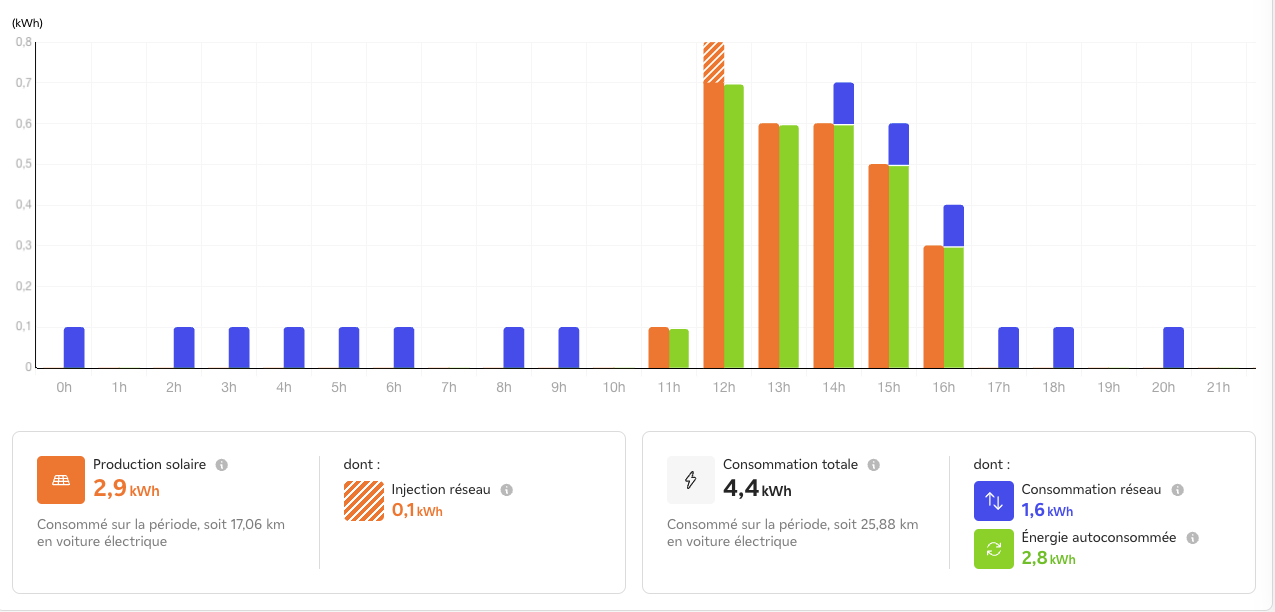 (kWh)
0,8
0,7
0,6
0,5
0,4
0,3
0,2
0,1
0
0h 1h 2h 3h 4h 5h 6h 7h 8h 9h 10h 11h 12h 13h 14h 15h 16h 17h 18h 19h 20h 21h
Production solaire
2,9 kWh
Consommé sur la période, soit 17,06 km
en voiture électrique
dont :
Injection réseau
0,1 kWh
Consommation totale
4,4 kWh
Consommé sur la période, soit 25,88 km
en voiture électrique
dont :
Consommation réseau
1,6 kWh
Énergie autoconsommée
2,8 kWh